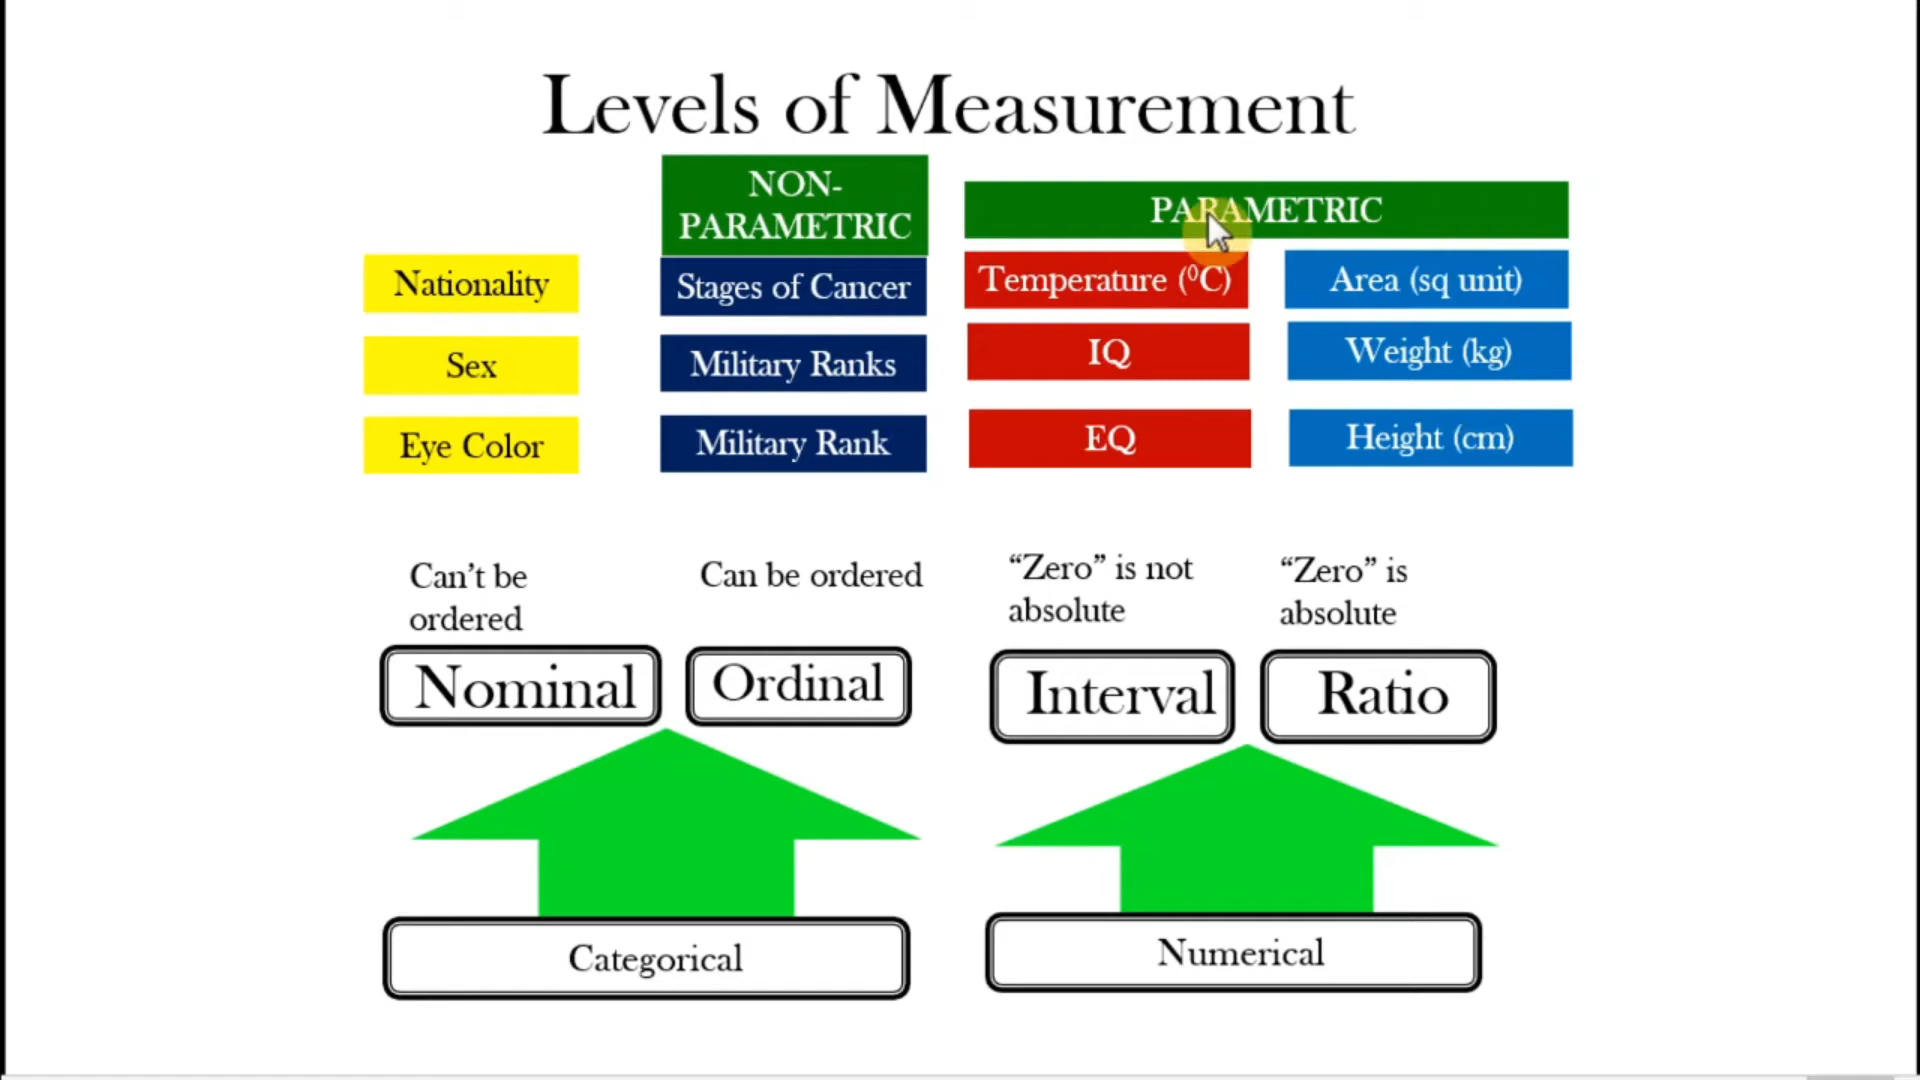 Levels of Measurement
NON-
PARAMETRIC
PARAMETRIC
Nationality
Stages of Cancer
Temperature (⁰C)
Area (sq unit)
Sex
Military Ranks
IQ
Weight (kg)
Eye Color
Military Rank
EQ
Height (cm)
Can't be
ordered
Can be ordered
“Zero” is not
absolute
“Zero” is
absolute
Nominal
Ordinal
Interval
Ratio
Categorical
Numerical